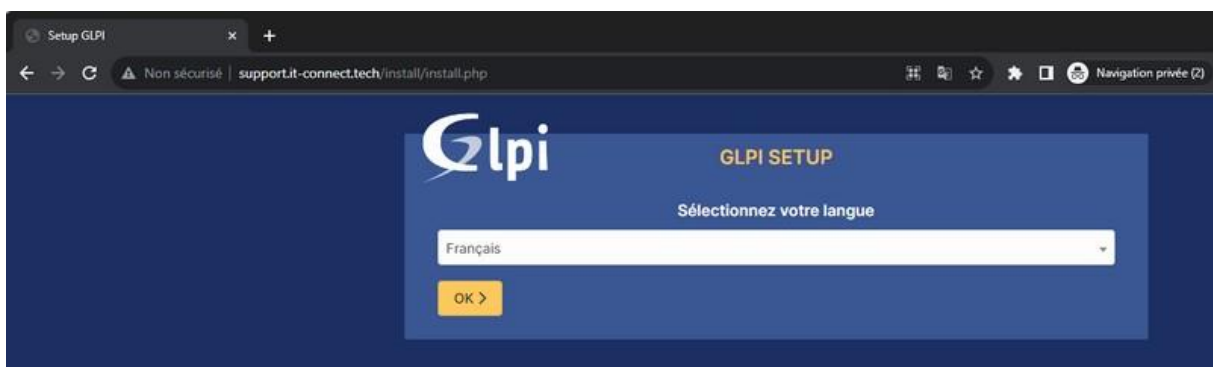 Setup GLPI
Non sécurisé | support.it-connect.tech/install/install.php
Navigation privée (2)
Glpi
GLPI SETUP
Sélectionnez votre langue
Français
OK >